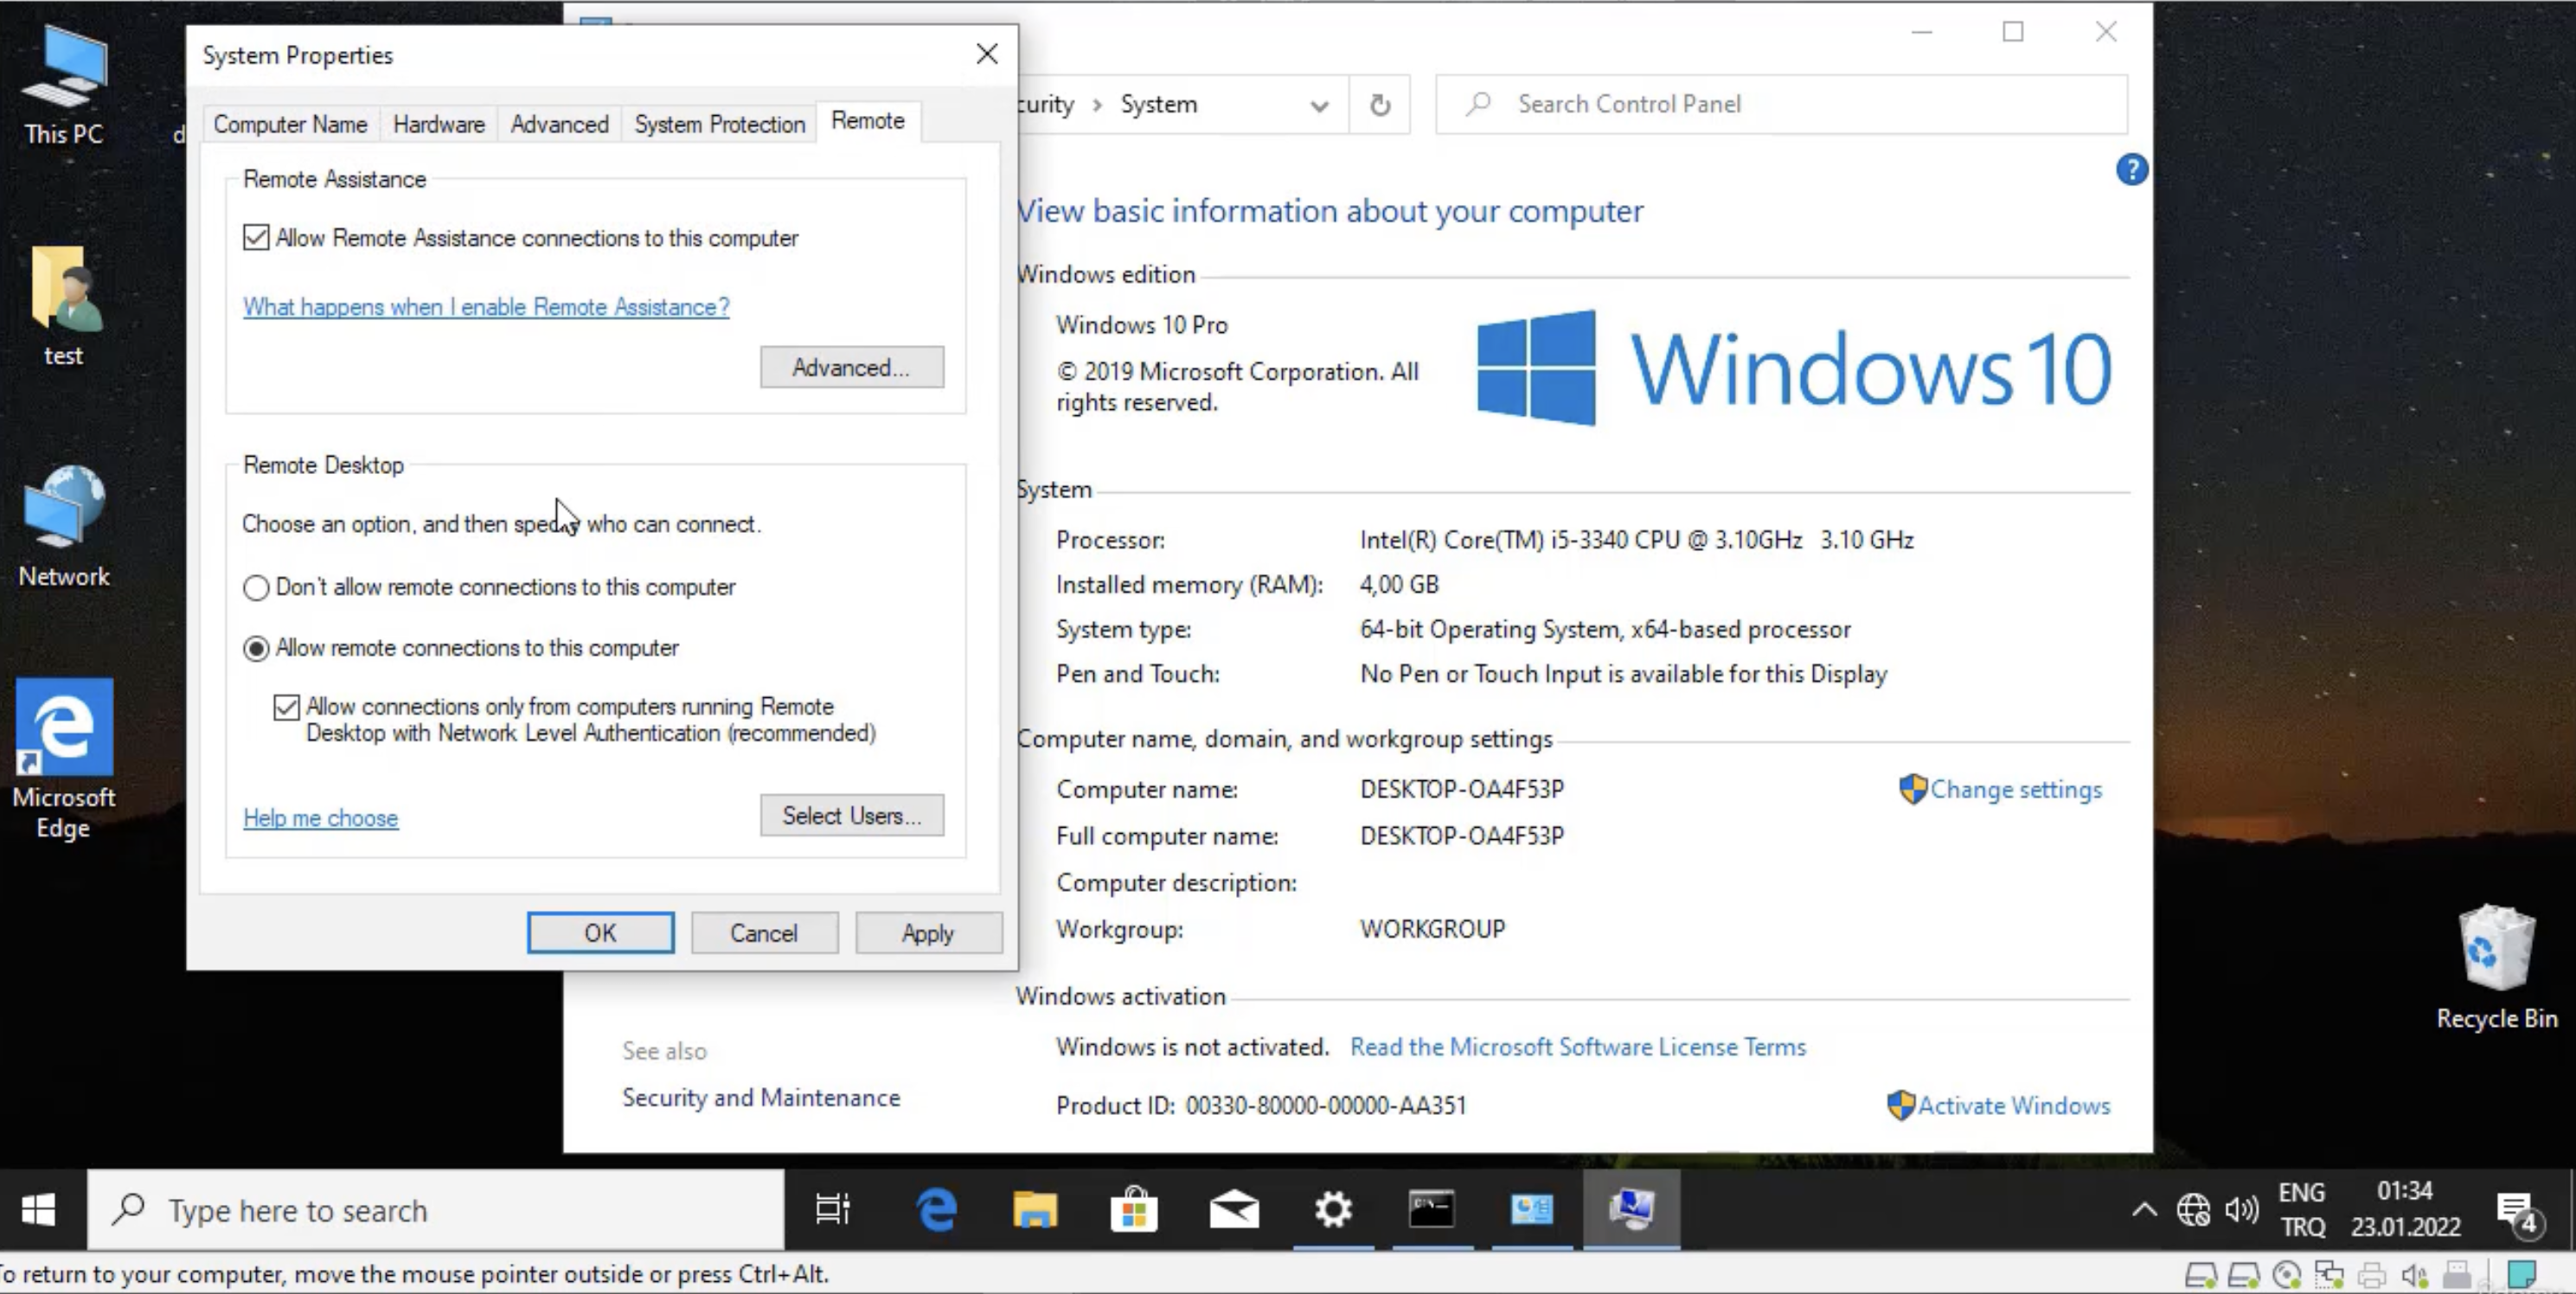 This PC
d
test
Network
Microsoft
Edge
Recycle Bin
System Properties
Computer Name
Hardware
Advanced
System Protection
Remote
Remote Assistance
Allow Remote Assistance connections to this computer
What happens when I enable Remote Assistance?
Advanced...
Remote Desktop
Choose an option, and then specify who can connect.
Don't allow remote connections to this computer
Allow remote connections to this computer
Allow connections only from computers running Remote
Desktop with Network Level Authentication (recommended)
Help me choose
Select Users...
OK
Cancel
Apply
curity > System
Search Control Panel
?
View basic information about your computer
Windows edition
Windows 10 Pro
© 2019 Microsoft Corporation. All
rights reserved.
Windows 10
System
Processor: Intel(R) Core(TM) i5-3340 CPU @ 3.10GHz 3.10 GHz
Installed memory (RAM): 4,00 GB
System type: 64-bit Operating System, x64-based processor
Pen and Touch: No Pen or Touch Input is available for this Display
Computer name, domain, and workgroup settings
Computer name: DESKTOP-OA4F53P
Change settings
Full computer name: DESKTOP-OA4F53P
Computer description:
Workgroup: WORKGROUP
Windows activation
Windows is not activated. Read the Microsoft Software License Terms
Product ID: 00330-80000-00000-AA351
Activate Windows
See also
Security and Maintenance
Type here to search
ENG
TRQ
01:34
23.01.2022
4
To return to your computer, move the mouse pointer outside or press Ctrl+Alt.